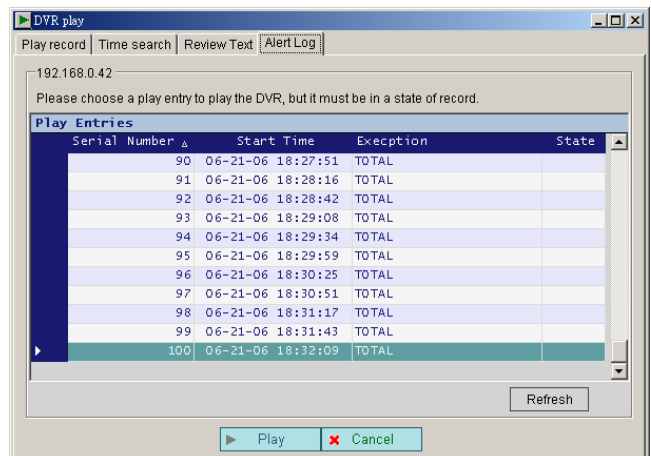 DVR play
Play record Time search Review Text Alert Log
192.168.0.42
Please choose a play entry to play the DVR, but it must be in a state of record.
Play Entries
Serial Number Start Time Execption State
90 06-21-06 18:27:51 TOTAL
91 06-21-06 18:28:16 TOTAL
92 06-21-06 18:28:42 TOTAL
93 06-21-06 18:29:08 TOTAL
94 06-21-06 18:29:34 TOTAL
95 06-21-06 18:29:59 TOTAL
96 06-21-06 18:30:25 TOTAL
97 06-21-06 18:30:51 TOTAL
98 06-21-06 18:31:17 TOTAL
99 06-21-06 18:31:43 TOTAL
100 06-21-06 18:32:09 TOTAL
Refresh
Play Cancel